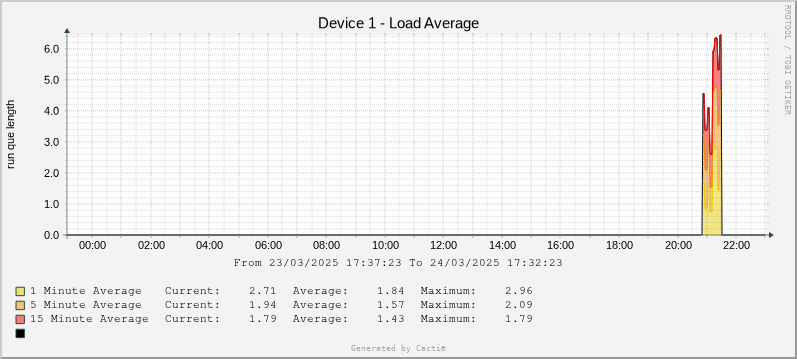 Device 1 - Load Average
RRDTOOL / TOBI OETIKER
run que length
6.0
5.0
4.0
3.0
2.0
1.0
0.0
00:00 02:00 04:00 06:00 08:00 10:00 12:00 14:00 16:00 18:00 20:00 22:00
From 23/03/2025 17:37:23 To 24/03/2025 17:32:23
1 Minute Average Current: 2.71 Average: 1.84 Maximum: 2.96
5 Minute Average Current: 1.94 Average: 1.57 Maximum: 2.09
15 Minute Average Current: 1.79 Average: 1.43 Maximum: 1.79
Generated by Cacti®